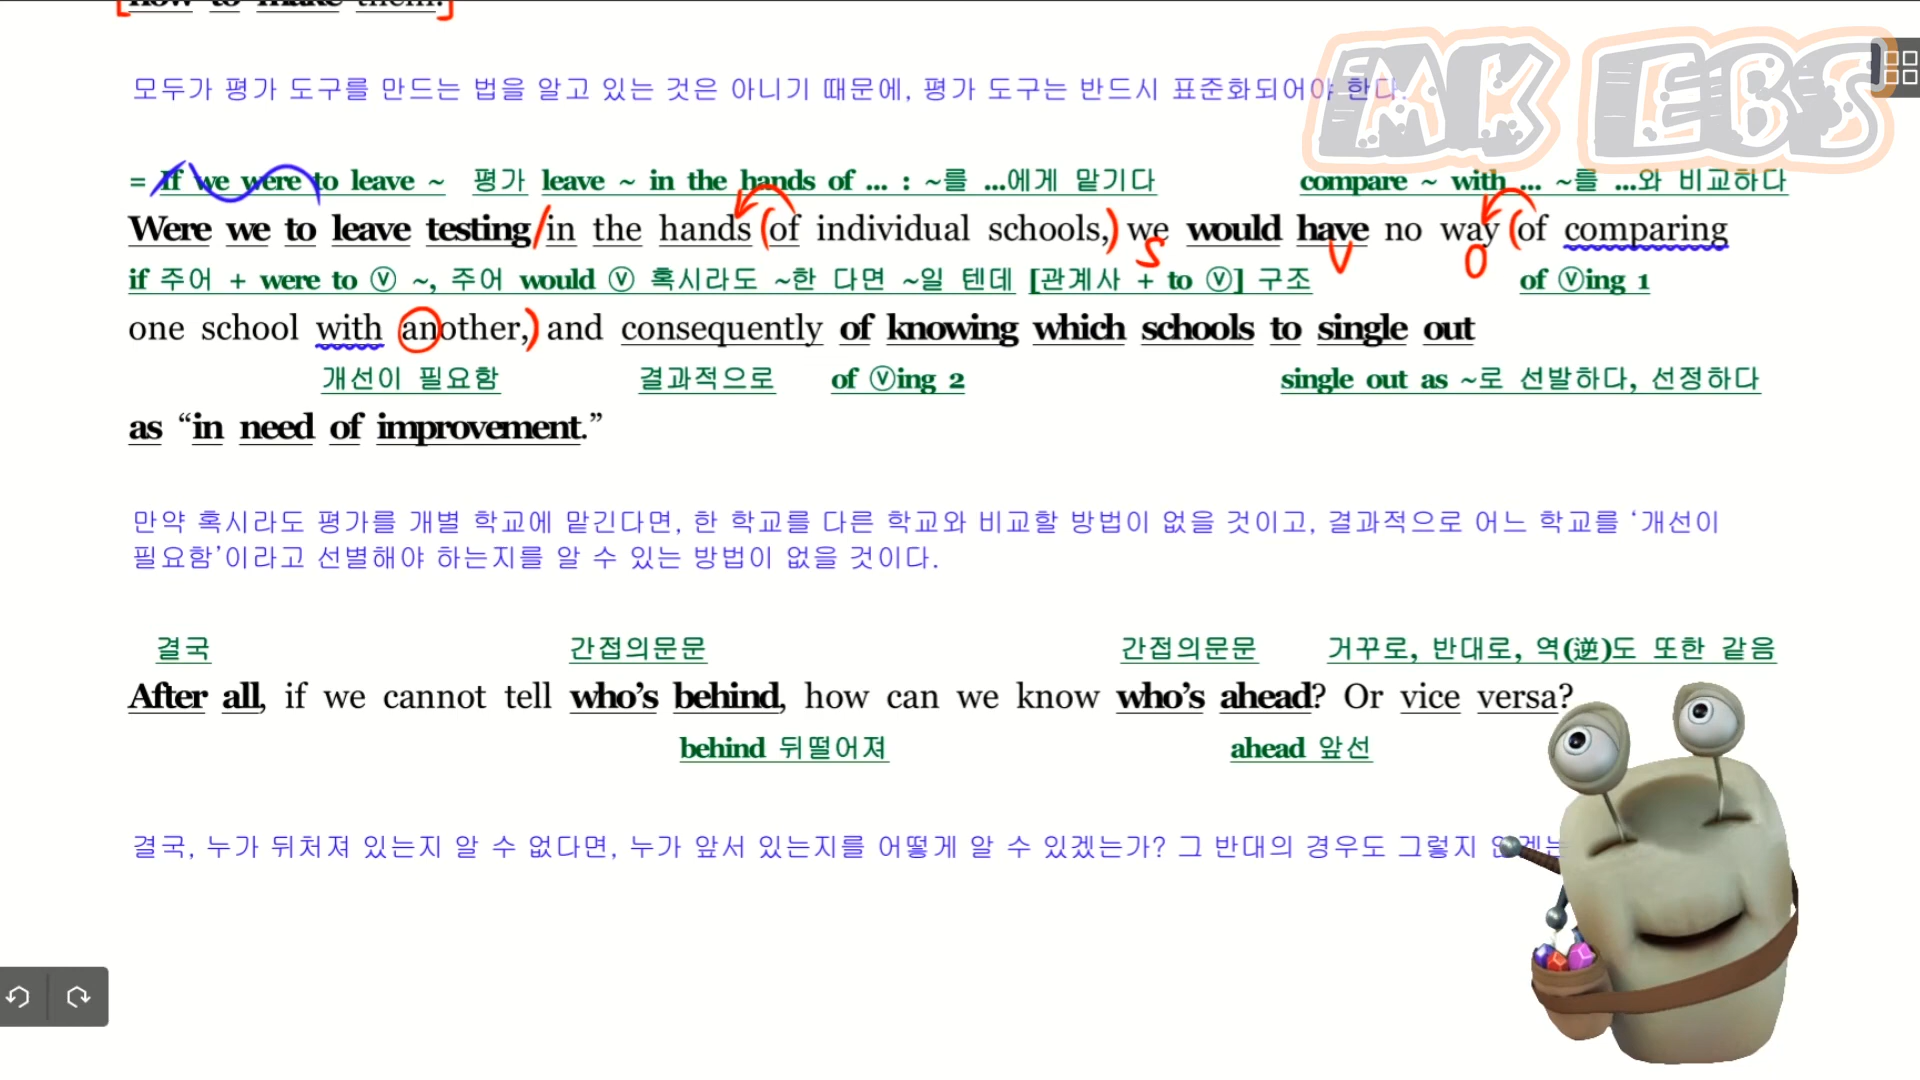 [how to make them.]
MK EBS
모두가 평가 도구를 만드는 법을 알고 있는 것은 아니기 때문에, 평가 도구는 반드시 표준화되어야 한다.
= If we were to leave ~ 평가 leave ~ in the hands of ... : ~를 ...에게 맡기다 compare ~ with ... ~를 ...와 비교하다
Were we to leave testing/in the hands (of individual schools,) we would have no way (of comparing
S V O
if 주어 + were to ⓥ ~, 주어 would ⓥ 혹시라도 ~한 다면 ~일 텐데 [관계사 + to ⓥ] 구조 of ⓥing 1
one school with another,) and consequently of knowing which schools to single out
개선이 필요함 결과적으로 of ⓥing 2 single out as ~로 선발하다, 선정하다
as “in need of improvement.”
만약 혹시라도 평가를 개별 학교에 맡긴다면, 한 학교를 다른 학교와 비교할 방법이 없을 것이고, 결과적으로 어느 학교를 ‘개선이
필요함’이라고 선별해야 하는지를 알 수 있는 방법이 없을 것이다.
결국 간접의문문 간접의문문 거꾸로, 반대로, 역(逆)도 또한 같음
After all, if we cannot tell who’s behind, how can we know who’s ahead? Or vice versa?
behind 뒤떨어져 ahead 앞선
결국, 누가 뒤처져 있는지 알 수 없다면, 누가 앞서 있는지를 어떻게 알 수 있겠는가? 그 반대의 경우도 그렇지